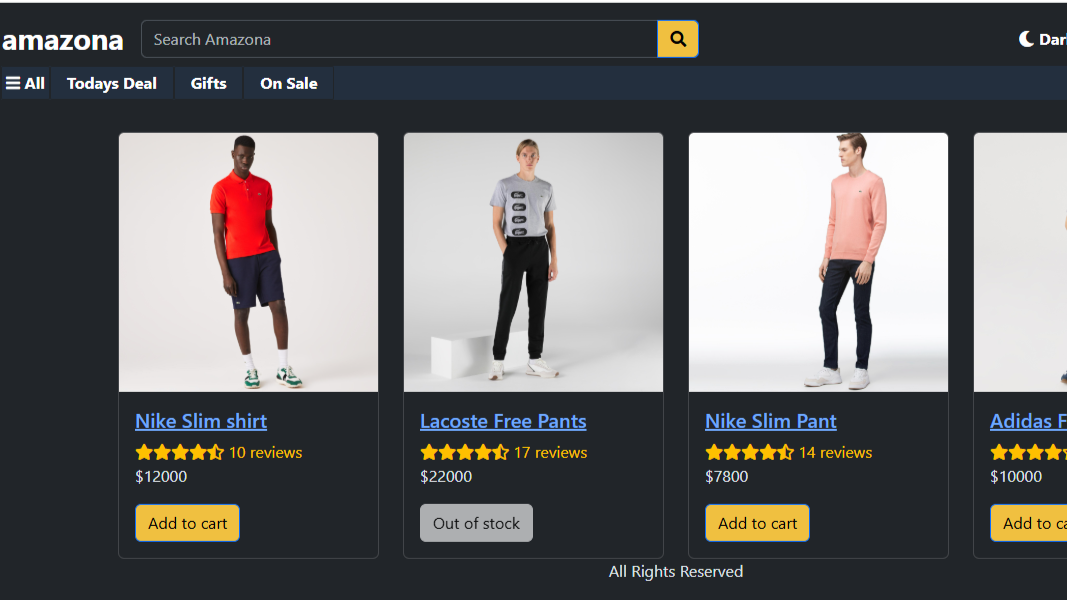 amazona
Search Amazona
Dar
All
Todays Deal
Gifts
On Sale
Nike Slim shirt
10 reviews
$12000
Add to cart
Lacoste Free Pants
17 reviews
$22000
Out of stock
Nike Slim Pant
14 reviews
$7800
Add to cart
Adidas F
$10000
Add to ca
All Rights Reserved